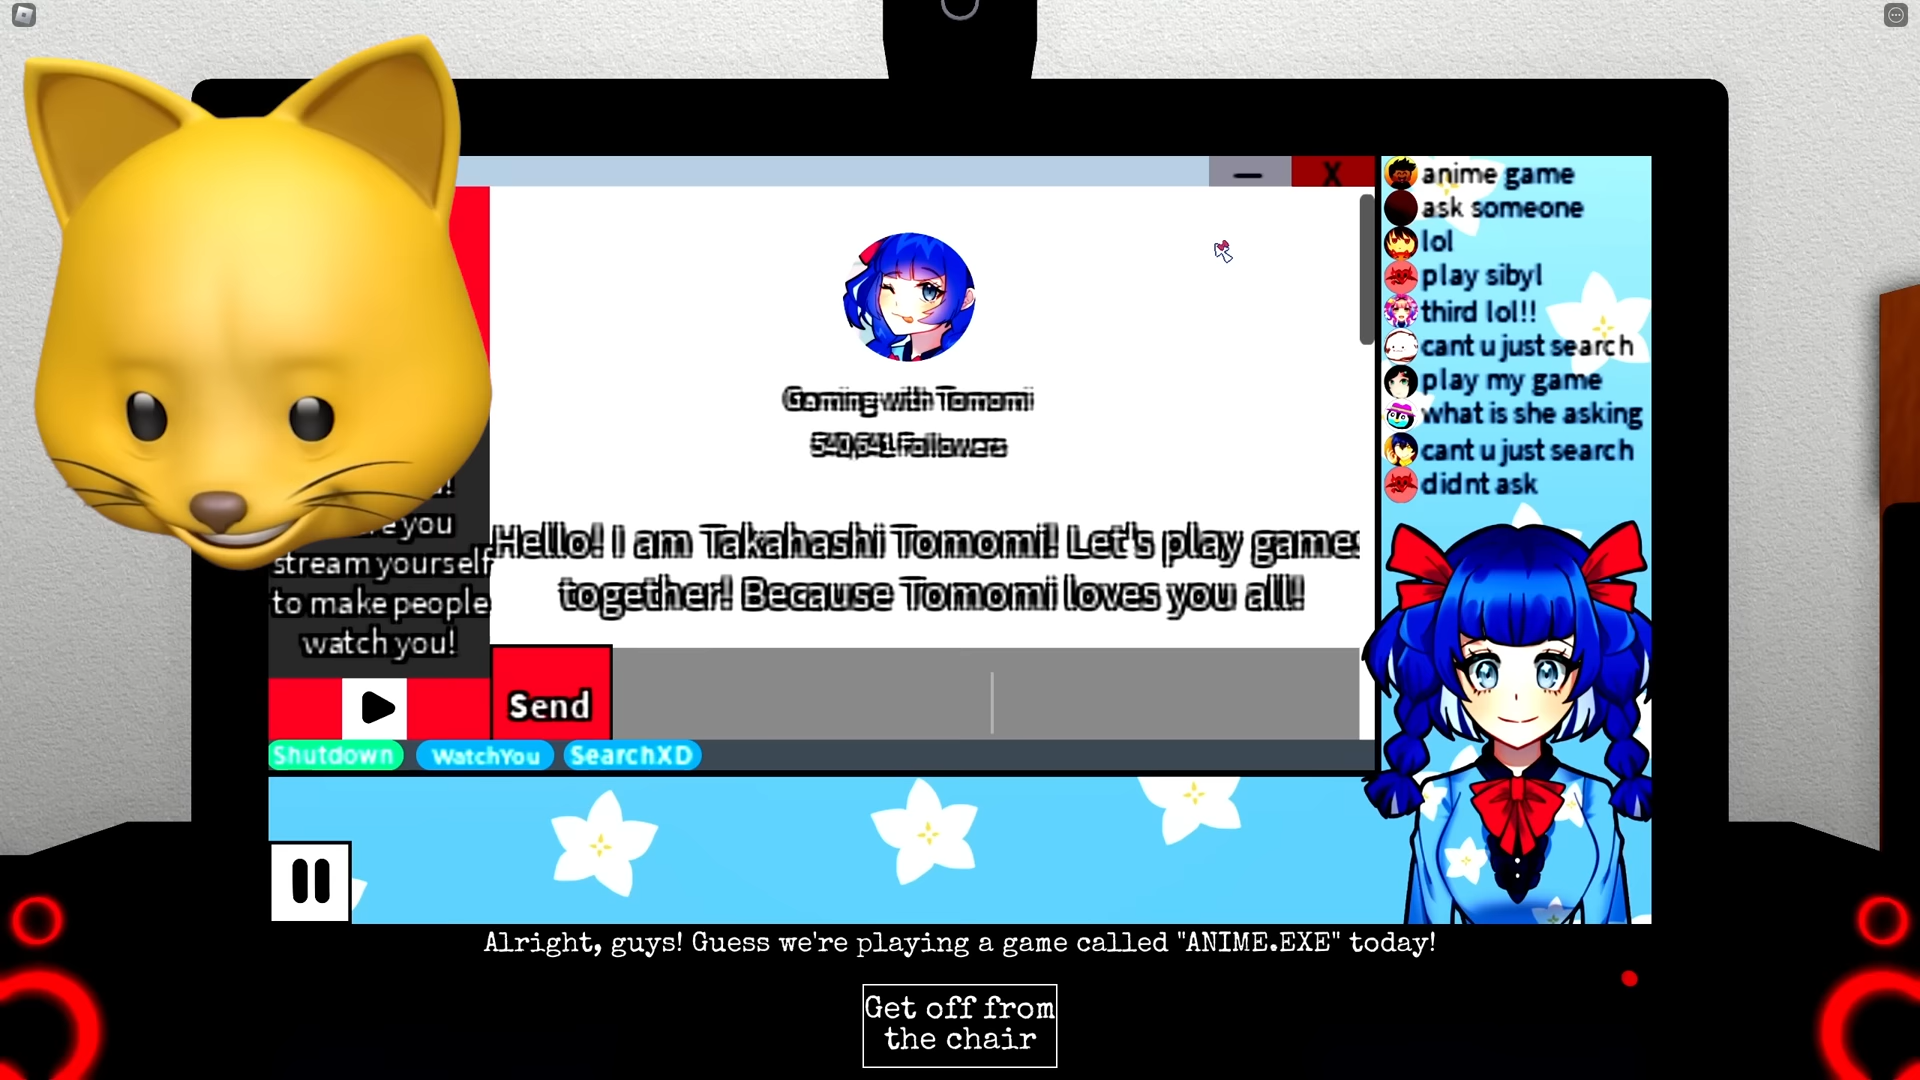 X
Gaming with Tomomi
540,641 Followers
you
stream yourself
to make people
watch you!
Hello! I am Takahashi Tomomi! Let's play games
together! Because Tomomi loves you all!
Send
Shutdown
WatchYou
SearchXD
anime game
ask someone
lol
play sibyl
third lol!!
cant u just search
play my game
what is she asking
cant u just search
didnt ask
Alright, guys! Guess we're playing a game called "ANIME.EXE" today!
Get off from
the chair